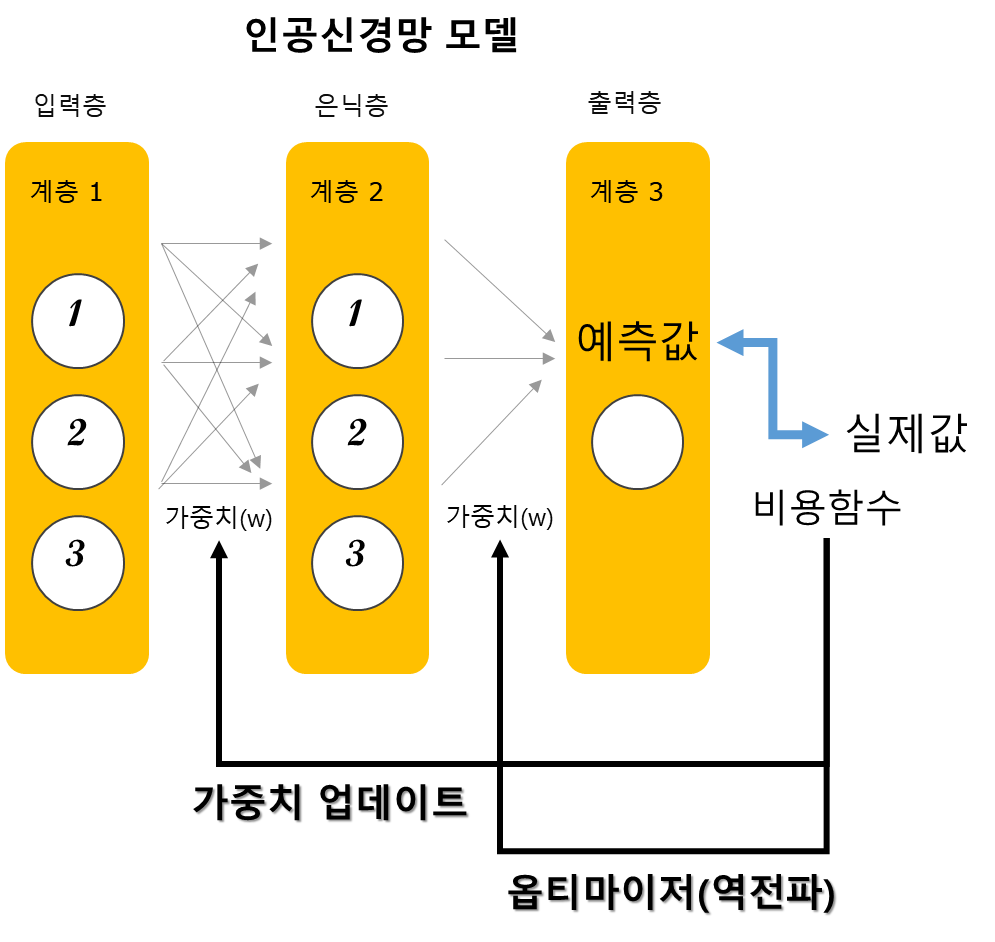 인공신경망 모델
입력층
은닉층
출력층
계층 1
계층 2
계층 3
1
2
3
1
2
3
예측값
실제값
비용함수
가중치(w)
가중치(w)
가중치 업데이트
옵티마이저(역전파)